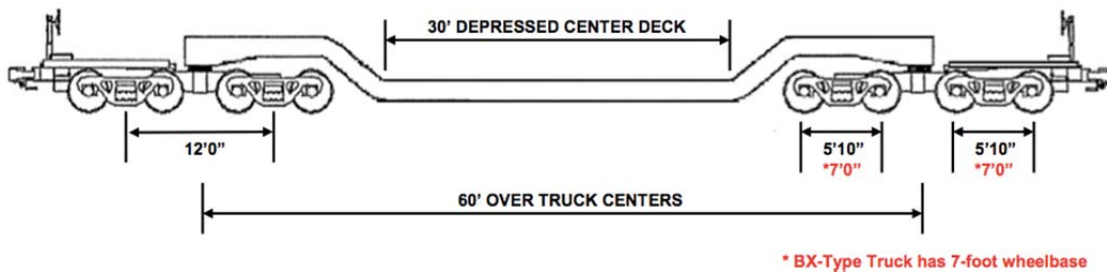 30’ DEPRESSED CENTER DECK
12’0”
5’10”
*7’0”
5’10”
*7’0”
60’ OVER TRUCK CENTERS
* BX-Type Truck has 7-foot wheelbase